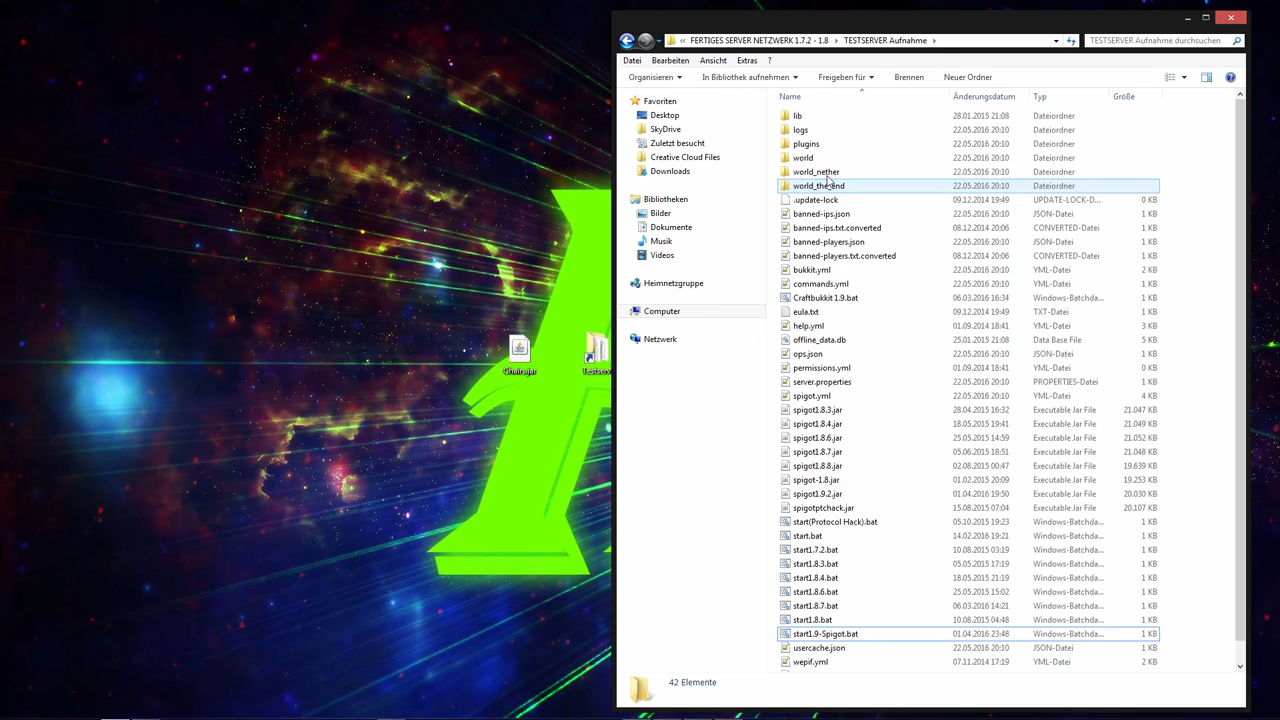 « FERTIGES SERVER NETZWERK 1.7.2 - 1.8 TESTSERVER Aufnahme TESTSERVER Aufnahme durchsuchen
Datei Bearbeiten Ansicht Extras ?
Organisieren In Bibliothek aufnehmen Freigeben für Brennen Neuer Ordner
Favoriten
Desktop
SkyDrive
Zuletzt besucht
Creative Cloud Files
Downloads
Bibliotheken
Bilder
Dokumente
Musik
Videos
Heimnetzgruppe
Computer
Netzwerk
Name Änderungsdatum Typ Größe
lib 28.01.2015 21:08 Dateiordner
logs 22.05.2016 20:10 Dateiordner
plugins 22.05.2016 20:10 Dateiordner
world 22.05.2016 20:10 Dateiordner
world_nether 22.05.2016 20:10 Dateiordner
world_the_end 22.05.2016 20:10 Dateiordner
.update-lock 09.12.2014 19:49 UPDATE-LOCK-D... 0 KB
banned-ips.json 22.05.2016 20:10 JSON-Datei 1 KB
banned-ips.txt.converted 08.12.2014 20:06 CONVERTED-Datei 1 KB
banned-players.json 22.05.2016 20:10 JSON-Datei 1 KB
banned-players.txt.converted 08.12.2014 20:06 CONVERTED-Datei 1 KB
bukkit.yml 22.05.2016 20:10 YML-Datei 2 KB
commands.yml 22.05.2016 20:10 YML-Datei 1 KB
Craftbukkit 1.9.bat 06.03.2016 16:34 Windows-Batchda... 1 KB
eula.txt 09.12.2014 19:49 TXT-Datei 1 KB
help.yml 01.09.2014 18:41 YML-Datei 3 KB
offline_data.db 25.01.2015 21:08 Data Base File 5 KB
ops.json 22.05.2016 20:10 JSON-Datei 1 KB
permissions.yml 01.09.2014 18:41 YML-Datei 0 KB
server.properties 22.05.2016 20:10 PROPERTIES-Datei 1 KB
spigot.yml 22.05.2016 20:10 YML-Datei 4 KB
spigot1.8.3.jar 28.04.2015 16:32 Executable Jar File 21.047 KB
spigot1.8.4.jar 18.05.2015 19:41 Executable Jar File 21.049 KB
spigot1.8.6.jar 25.05.2015 14:59 Executable Jar File 21.052 KB
spigot1.8.7.jar 05.06.2015 18:51 Executable Jar File 21.048 KB
spigot1.8.8.jar 02.08.2015 00:47 Executable Jar File 19.639 KB
spigot-1.8.jar 01.02.2015 20:09 Executable Jar File 19.253 KB
spigot1.9.2.jar 01.04.2016 19:50 Executable Jar File 20.030 KB
spigotptchack.jar 15.08.2015 07:04 Executable Jar File 20.107 KB
start(Protocol Hack).bat 05.10.2015 19:23 Windows-Batchda... 1 KB
start.bat 14.02.2016 19:21 Windows-Batchda... 1 KB
start1.7.2.bat 10.08.2015 03:19 Windows-Batchda... 1 KB
start1.8.3.bat 05.05.2015 17:19 Windows-Batchda... 1 KB
start1.8.4.bat 18.05.2015 21:19 Windows-Batchda... 1 KB
start1.8.6.bat 25.05.2015 15:02 Windows-Batchda... 1 KB
start1.8.7.bat 06.03.2016 14:21 Windows-Batchda... 1 KB
start1.8.bat 10.08.2015 04:48 Windows-Batchda... 1 KB
start1.9-Spigot.bat 01.04.2016 23:48 Windows-Batchda... 1 KB
usercache.json 22.05.2016 20:10 JSON-Datei 1 KB
wepif.yml 07.11.2014 17:19 YML-Datei 2 KB
42 Elemente
Chair.jar
Testserv